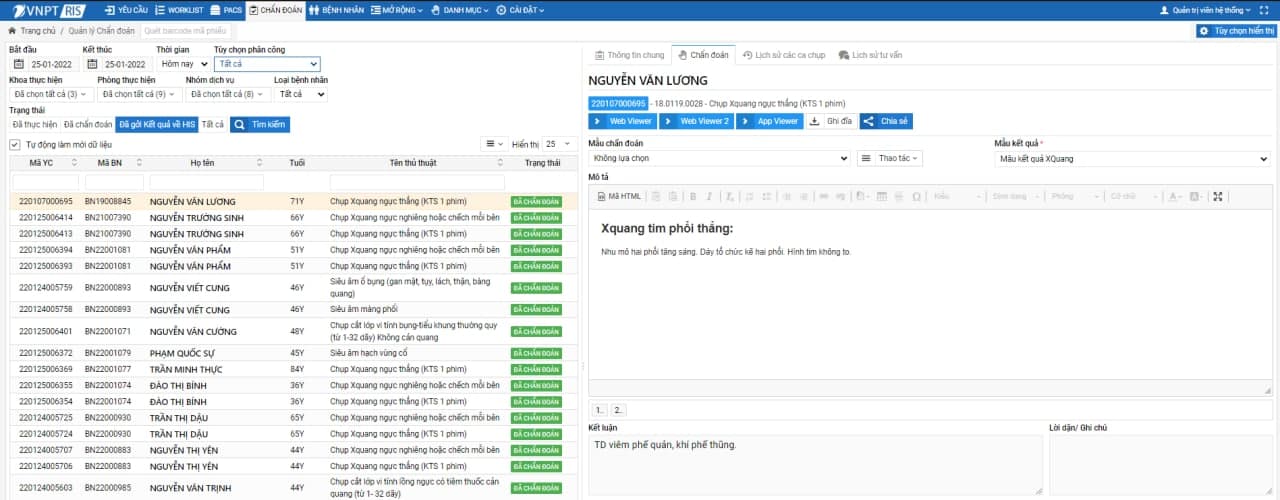 VNPT RIS YÊU CẦU WORKLIST PACS CHẨN ĐOÁN BỆNH NHÂN MỞ RỘNG DANH MỤC CÀI ĐẶT Quản trị viên hệ thống
Trang chủ / Quản lý Chẩn đoán Quét barcode mã phiếu Tùy chọn hiển thị
Bắt đầu Kết thúc Thời gian Tùy chọn phân công
25-01-2022 25-01-2022 Hôm nay Tất cả
Khoa thực hiện Phòng thực hiện Nhóm dịch vụ Loại bệnh nhân
Đã chọn tất cả (3) Đã chọn tất cả (9) Đã chọn tất cả (8) Tất cả
Trạng thái
Đã thực hiện Đã chẩn đoán Đã gởi Kết quả về HIS Tất cả Tìm kiếm
Tự động làm mới dữ liệu Hiển thị 25
Mã YC Mã BN Họ tên Tuổi Tên thủ thuật Trạng thái
220107000695 BN19008845 NGUYỄN VĂN LƯƠNG 71Y Chụp Xquang ngực thẳng (KTS 1 phim) ĐÃ CHẨN ĐOÁN
220125006414 BN21007390 NGUYỄN TRƯỜNG SINH 66Y Chụp Xquang ngực nghiêng hoặc chếch mỗi bên ĐÃ CHẨN ĐOÁN
220125006413 BN21007390 NGUYỄN TRƯỜNG SINH 66Y Chụp Xquang ngực thẳng (KTS 1 phim) ĐÃ CHẨN ĐOÁN
220125006394 BN22001081 NGUYỄN VĂN PHẨM 51Y Chụp Xquang ngực nghiêng hoặc chếch mỗi bên ĐÃ CHẨN ĐOÁN
220125006393 BN22001081 NGUYỄN VĂN PHẨM 51Y Chụp Xquang ngực thẳng (KTS 1 phim) ĐÃ CHẨN ĐOÁN
220124005759 BN22000893 NGUYỄN VIẾT CUNG 46Y Siêu âm ổ bụng (gan mật, tụy, lách, thận, bàng quang) ĐÃ CHẨN ĐOÁN
220124005758 BN22000893 NGUYỄN VIẾT CUNG 46Y Siêu âm màng phổi ĐÃ CHẨN ĐOÁN
220125006401 BN22001071 NGUYỄN VĂN CƯỜNG 48Y Chụp cắt lớp vi tính bụng-tiểu khung thường quy (từ 1-32 dãy) Không cản quang ĐÃ CHẨN ĐOÁN
220125006372 BN22001079 PHẠM QUỐC SỰ 45Y Siêu âm hạch vùng cổ ĐÃ CHẨN ĐOÁN
220125006369 BN22001077 TRẦN MINH THỰC 84Y Chụp Xquang ngực thẳng (KTS 1 phim) ĐÃ CHẨN ĐOÁN
220125006355 BN22001074 ĐÀO THỊ BÍNH 36Y Chụp Xquang ngực nghiêng hoặc chếch mỗi bên ĐÃ CHẨN ĐOÁN
220125006354 BN22001074 ĐÀO THỊ BÍNH 36Y Chụp Xquang ngực thẳng (KTS 1 phim) ĐÃ CHẨN ĐOÁN
220124005725 BN22000930 TRẦN THỊ DẬU 65Y Chụp Xquang ngực nghiêng hoặc chếch mỗi bên ĐÃ CHẨN ĐOÁN
220124005724 BN22000930 TRẦN THỊ DẬU 65Y Chụp Xquang ngực thẳng (KTS 1 phim) ĐÃ CHẨN ĐOÁN
220124005707 BN22000883 NGUYỄN THỊ YÊN 44Y Chụp Xquang ngực nghiêng hoặc chếch mỗi bên ĐÃ CHẨN ĐOÁN
220124005706 BN22000883 NGUYỄN THỊ YÊN 44Y Chụp Xquang ngực thẳng (KTS 1 phim) ĐÃ CHẨN ĐOÁN
220124005603 BN22000985 NGUYỄN VĂN TRỊNH 44Y Chụp cắt lớp vi tính lồng ngực có tiêm thuốc cản quang (từ 1- 32 dãy) ĐÃ CHẨN ĐOÁN
Thông tin chung Chẩn đoán Lịch sử các ca chụp Lịch sử tư vấn
NGUYỄN VĂN LƯƠNG
220107000695 - 18.0119.0028 - Chụp Xquang ngực thẳng (KTS 1 phim)
Web Viewer Web Viewer 2 App Viewer Ghi đĩa Chia sẻ
Mẫu chẩn đoán Mẫu kết quả *
Không lựa chọn Thao tác Mẫu kết quả XQuang
Mô tả
Mã HTML B I Kiểu Định dạng Phông Cỡ chữ A A
Xquang tim phổi thẳng:
Nhu mô hai phổi tăng sáng. Dày tổ chức kẽ hai phổi. Hình tim không to.
1.. 2..
Kết luận Lời dặn/ Ghi chú
TD viêm phế quản, khí phế thũng.